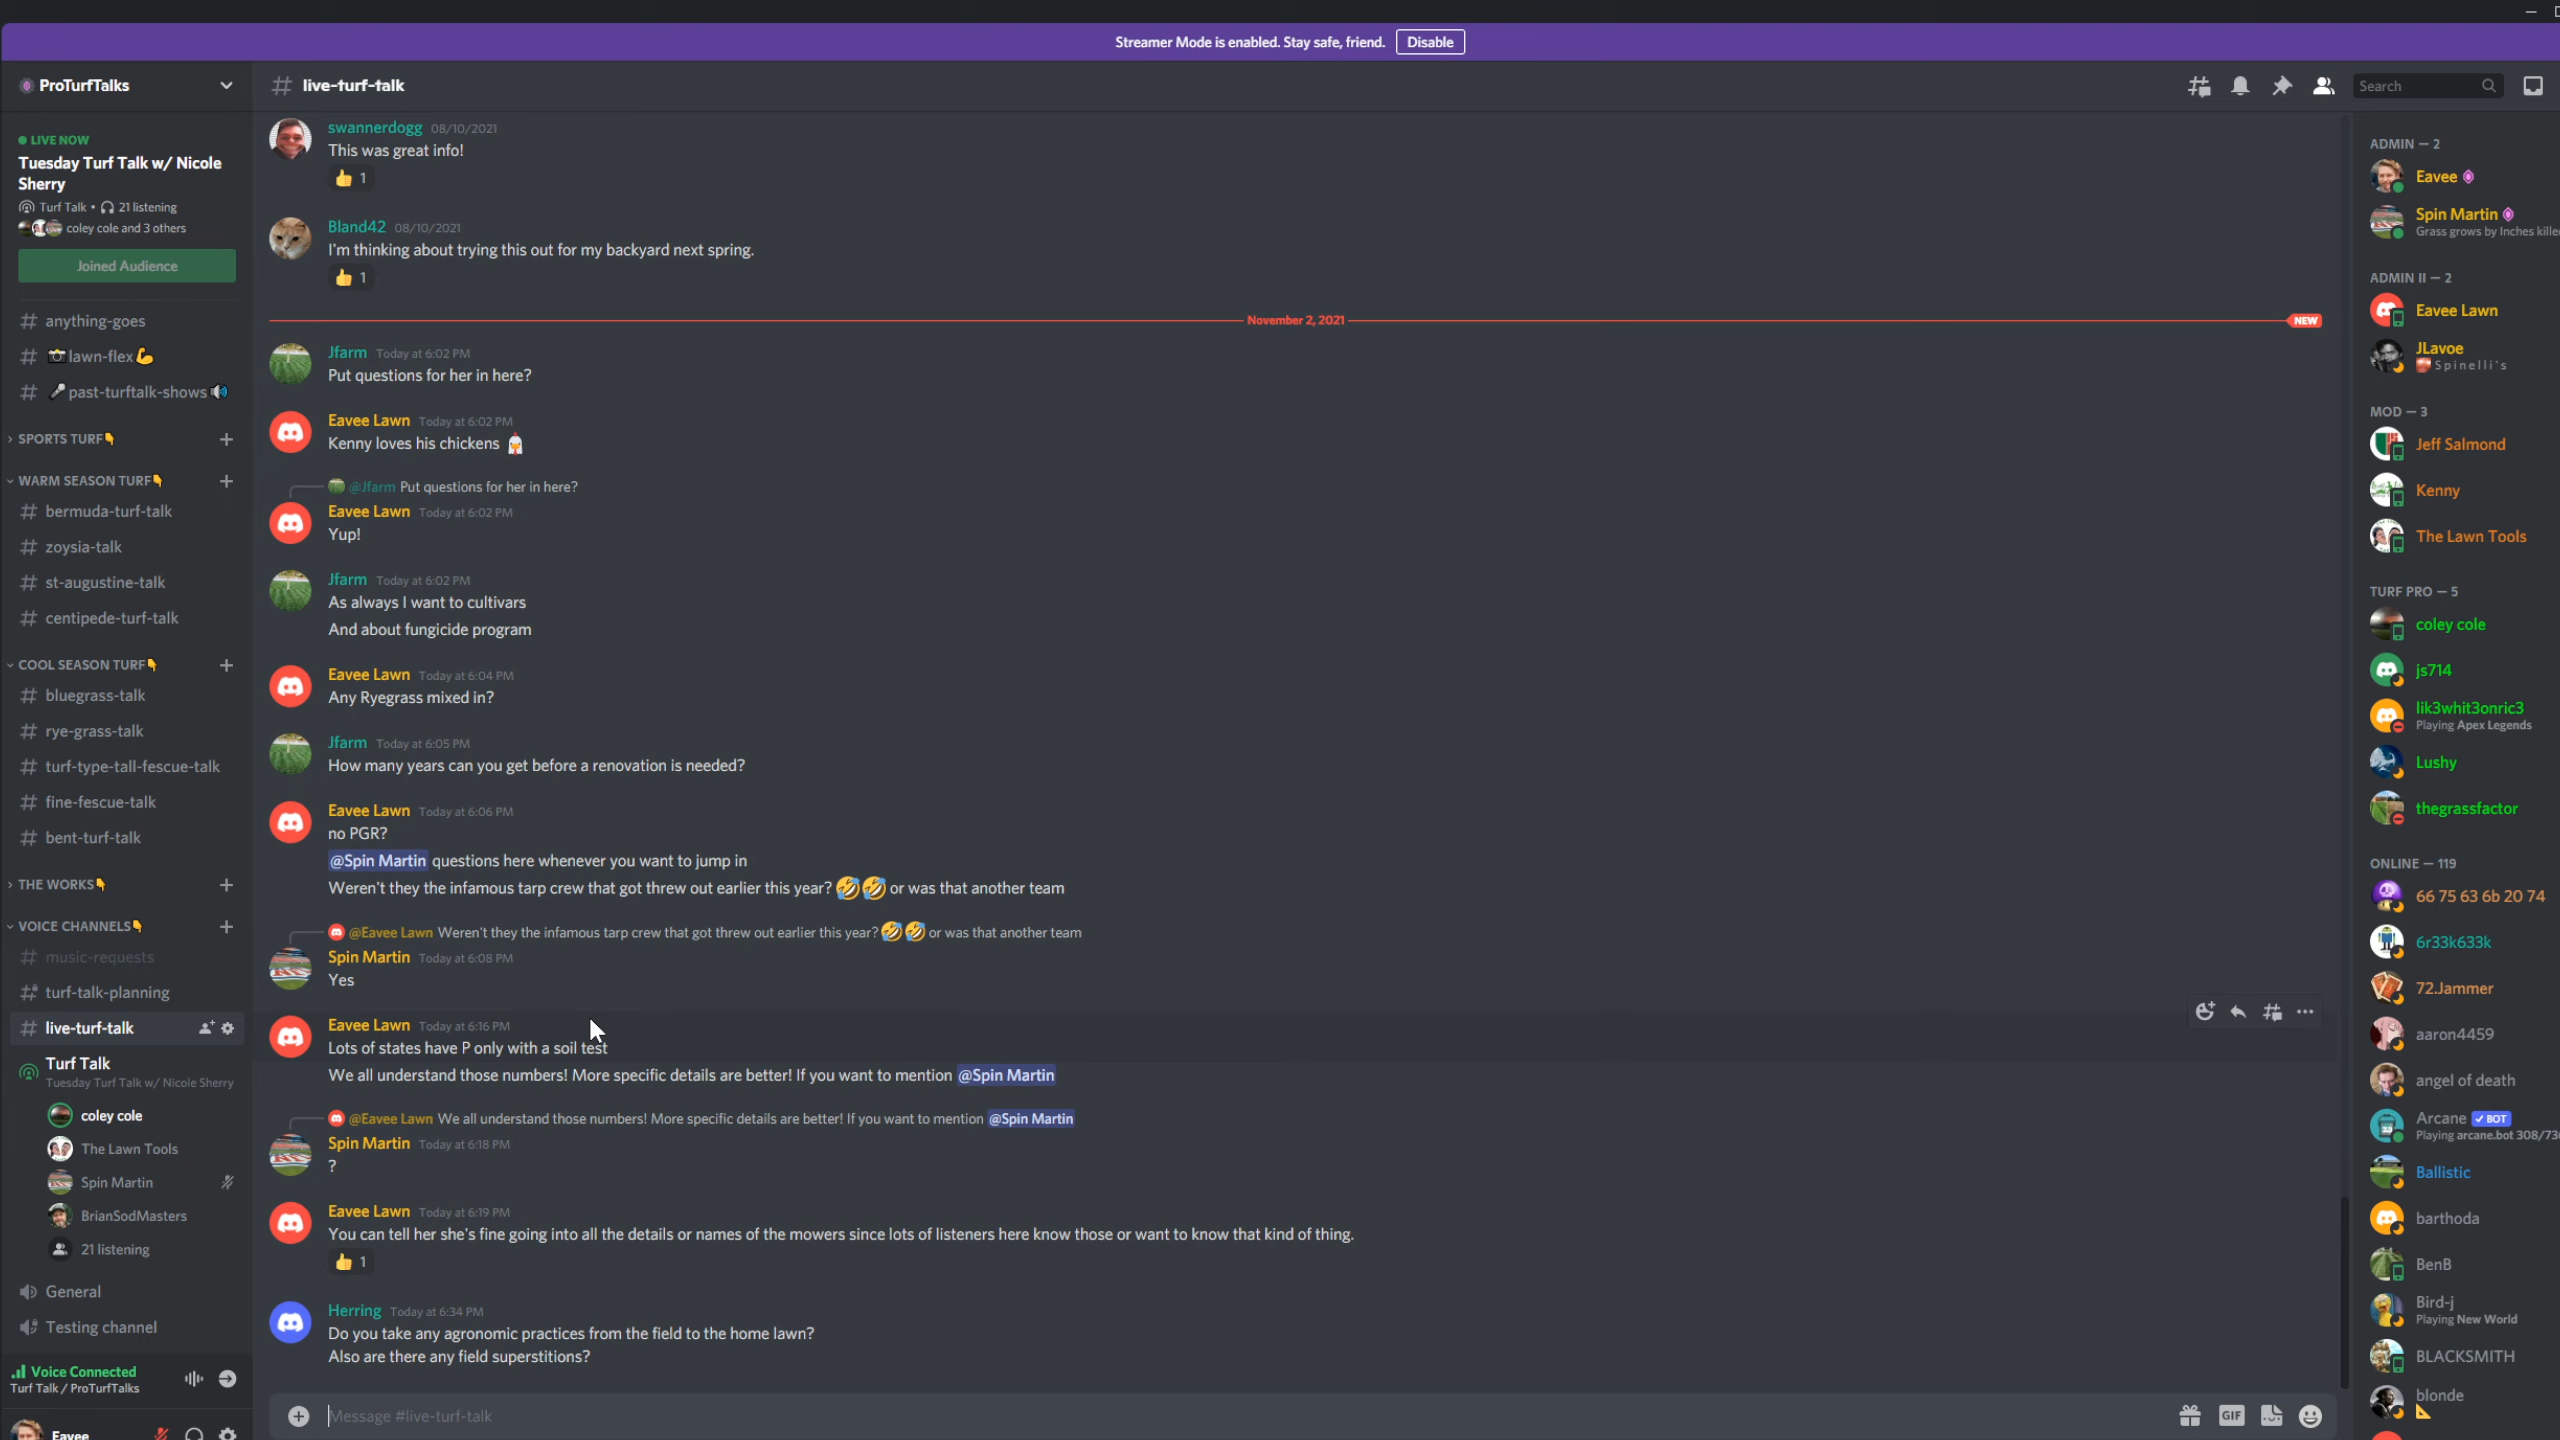 Streamer Mode is enabled. Stay safe, friend. Disable
ProTurfTalks
live-turf-talk
Search
LIVE NOW
Tuesday Turf Talk w/ Nicole
Sherry
Turf Talk • 21 listening
coley cole and 3 others
Joined Audience
# anything-goes
# 📷lawn-flex💪
# 🎤past-turftalk-shows🔊
SPORTS TURF👇
WARM SEASON TURF👇
# bermuda-turf-talk
# zoysia-talk
# st-augustine-talk
# centipede-turf-talk
COOL SEASON TURF👇
# bluegrass-talk
# rye-grass-talk
# turf-type-tall-fescue-talk
# fine-fescue-talk
# bent-turf-talk
THE WORKS👇
VOICE CHANNELS👇
# music-requests
# turf-talk-planning
# live-turf-talk
Turf Talk
Tuesday Turf Talk w/ Nicole Sherry
coley cole
The Lawn Tools
Spin Martin
BrianSodMasters
21 listening
General
Testing channel
Voice Connected
Turf Talk / ProTurfTalks
Eavee
swannerdogg 08/10/2021
This was great info!
👍 1
Bland42 08/10/2021
I'm thinking about trying this out for my backyard next spring.
👍 1
November 2, 2021 NEW
Jfarm Today at 6:02 PM
Put questions for her in here?
Eavee Lawn Today at 6:02 PM
Kenny loves his chickens 🐔
@Jfarm Put questions for her in here?
Eavee Lawn Today at 6:02 PM
Yup!
Jfarm Today at 6:02 PM
As always I want to cultivars
And about fungicide program
Eavee Lawn Today at 6:04 PM
Any Ryegrass mixed in?
Jfarm Today at 6:05 PM
How many years can you get before a renovation is needed?
Eavee Lawn Today at 6:06 PM
no PGR?
@Spin Martin questions here whenever you want to jump in
Weren't they the infamous tarp crew that got threw out earlier this year? 🤣🤣 or was that another team
@Eavee Lawn Weren't they the infamous tarp crew that got threw out earlier this year? 🤣🤣 or was that another team
Spin Martin Today at 6:08 PM
Yes
Eavee Lawn Today at 6:16 PM
Lots of states have P only with a soil test
We all understand those numbers! More specific details are better! If you want to mention @Spin Martin
@Eavee Lawn We all understand those numbers! More specific details are better! If you want to mention @Spin Martin
Spin Martin Today at 6:18 PM
?
Eavee Lawn Today at 6:19 PM
You can tell her she's fine going into all the details or names of the mowers since lots of listeners here know those or want to know that kind of thing.
👍 1
Herring Today at 6:34 PM
Do you take any agronomic practices from the field to the home lawn?
Also are there any field superstitions?
Message #live-turf-talk
GIF
ADMIN — 2
Eavee
Spin Martin
Grass grows by Inches kille
ADMIN II — 2
Eavee Lawn
JLavoe
Spinelli's
MOD — 3
Jeff Salmond
Kenny
The Lawn Tools
TURF PRO — 5
coley cole
js714
lik3whit3onric3
Playing Apex Legends
Lushy
thegrassfactor
ONLINE — 119
66 75 63 6b 20 74
6r33k633k
72.Jammer
aaron4459
angel of death
Arcane ✓ BOT
Playing arcane.bot 308/73
Ballistic
barthoda
BenB
Bird-j
Playing New World
BLACKSMITH
blonde